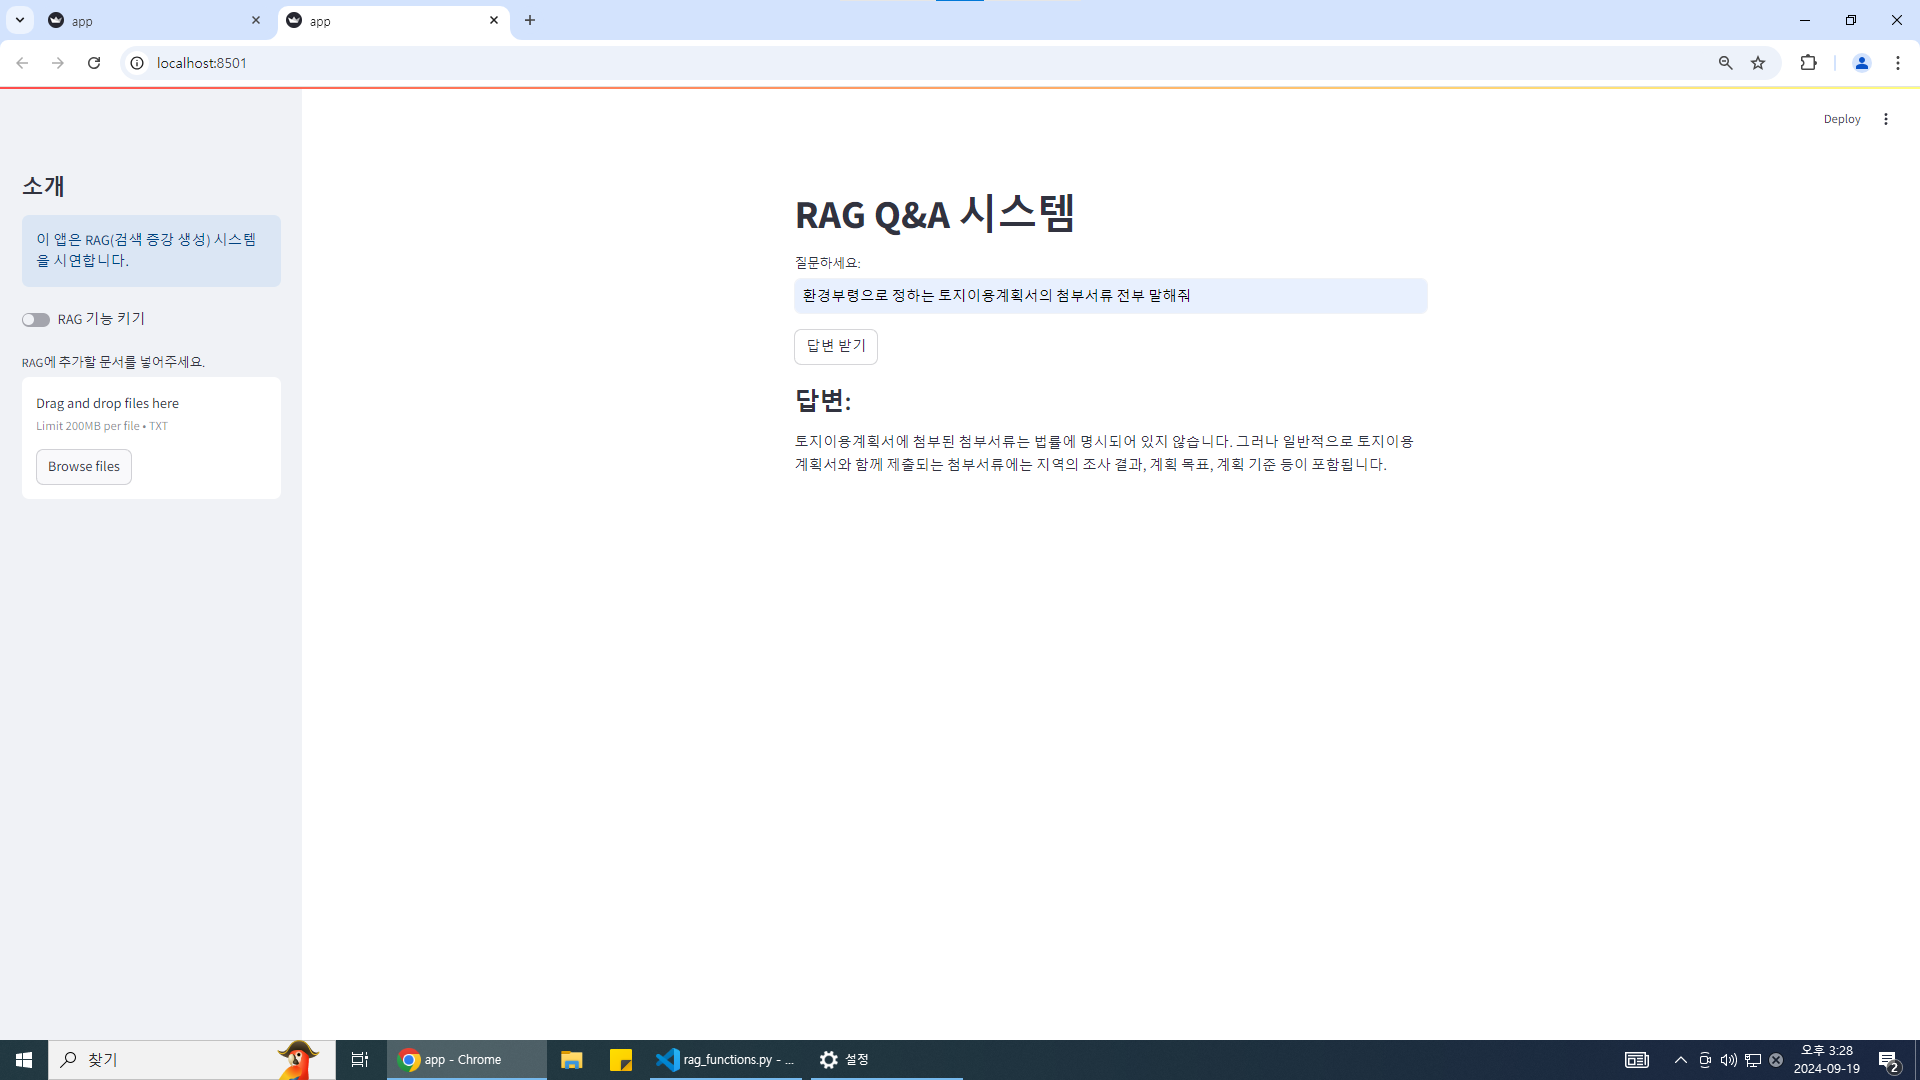 app
app
localhost:8501
Deploy
소개
이 앱은 RAG(검색 증강 생성) 시스템
을 시연합니다.
RAG 기능 키기
RAG에 추가할 문서를 넣어주세요.
Drag and drop files here
Limit 200MB per file • TXT
Browse files
RAG Q&A 시스템
질문하세요:
환경부령으로 정하는 토지이용계획서의 첨부서류 전부 말해줘
답변 받기
답변:
토지이용계획서에 첨부된 첨부서류는 법률에 명시되어 있지 않습니다. 그러나 일반적으로 토지이용
계획서와 함께 제출되는 첨부서류에는 지역의 조사 결과, 계획 목표, 계획 기준 등이 포함됩니다.
찾기
app - Chrome
rag_functions.py - ...
설정
오후 3:28
2024-09-19
2